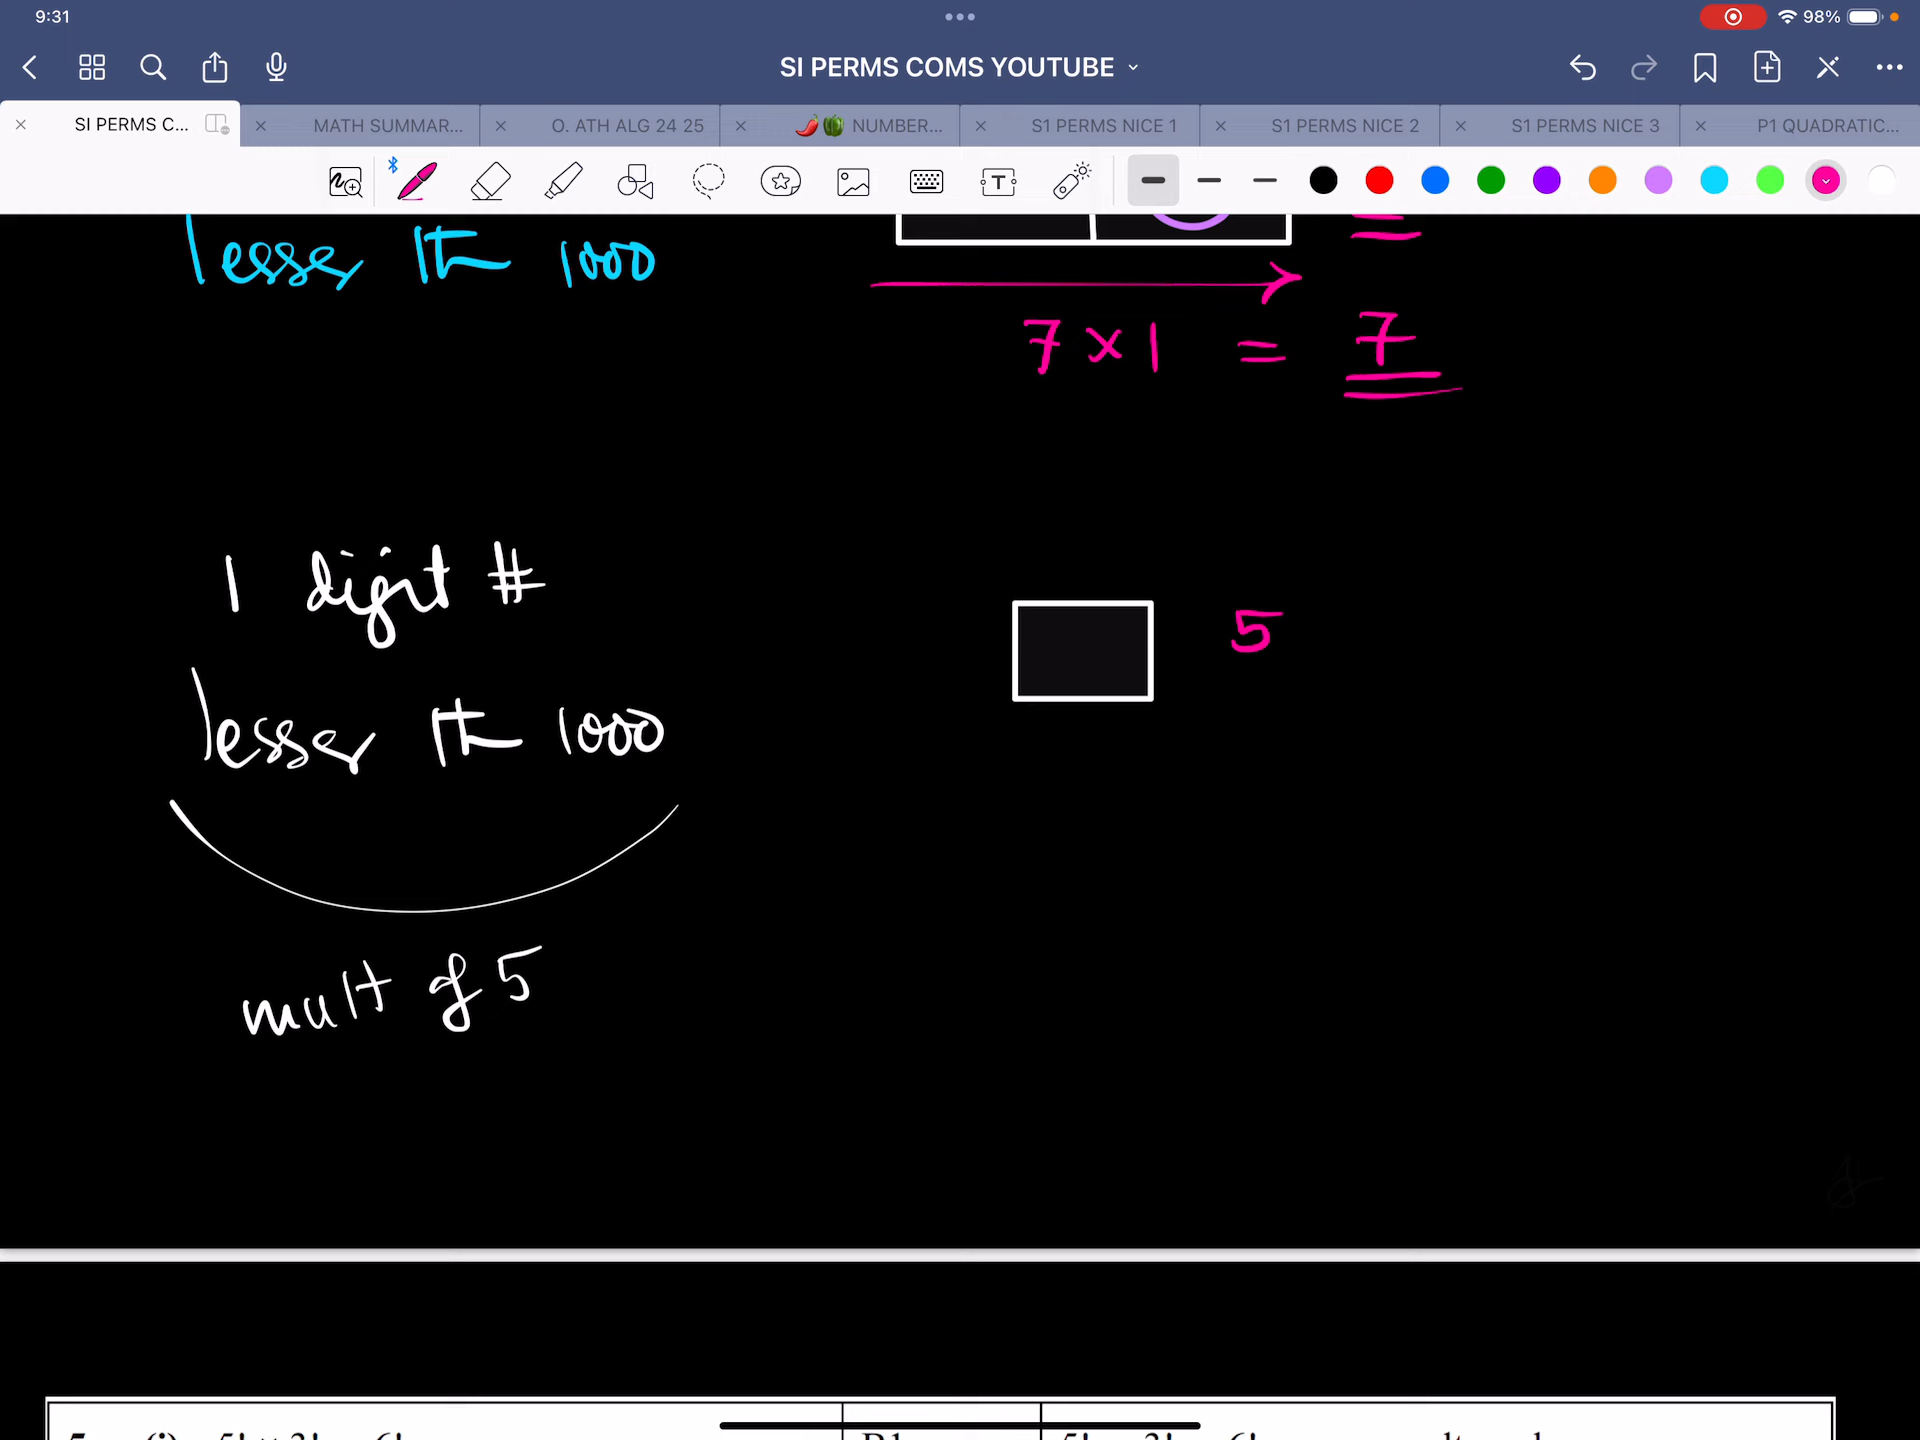 9:31
98%
SI PERMS COMS YOUTUBE
SI PERMS C...
MATH SUMMAR...
O. ATH ALG 24 25
🌶️🫑 NUMBER...
S1 PERMS NICE 1
S1 PERMS NICE 2
S1 PERMS NICE 3
P1 QUADRATIC...
lesser th 1000
7 × 1 = 7
1 digit #
5
lesser th 1000
mult of 5